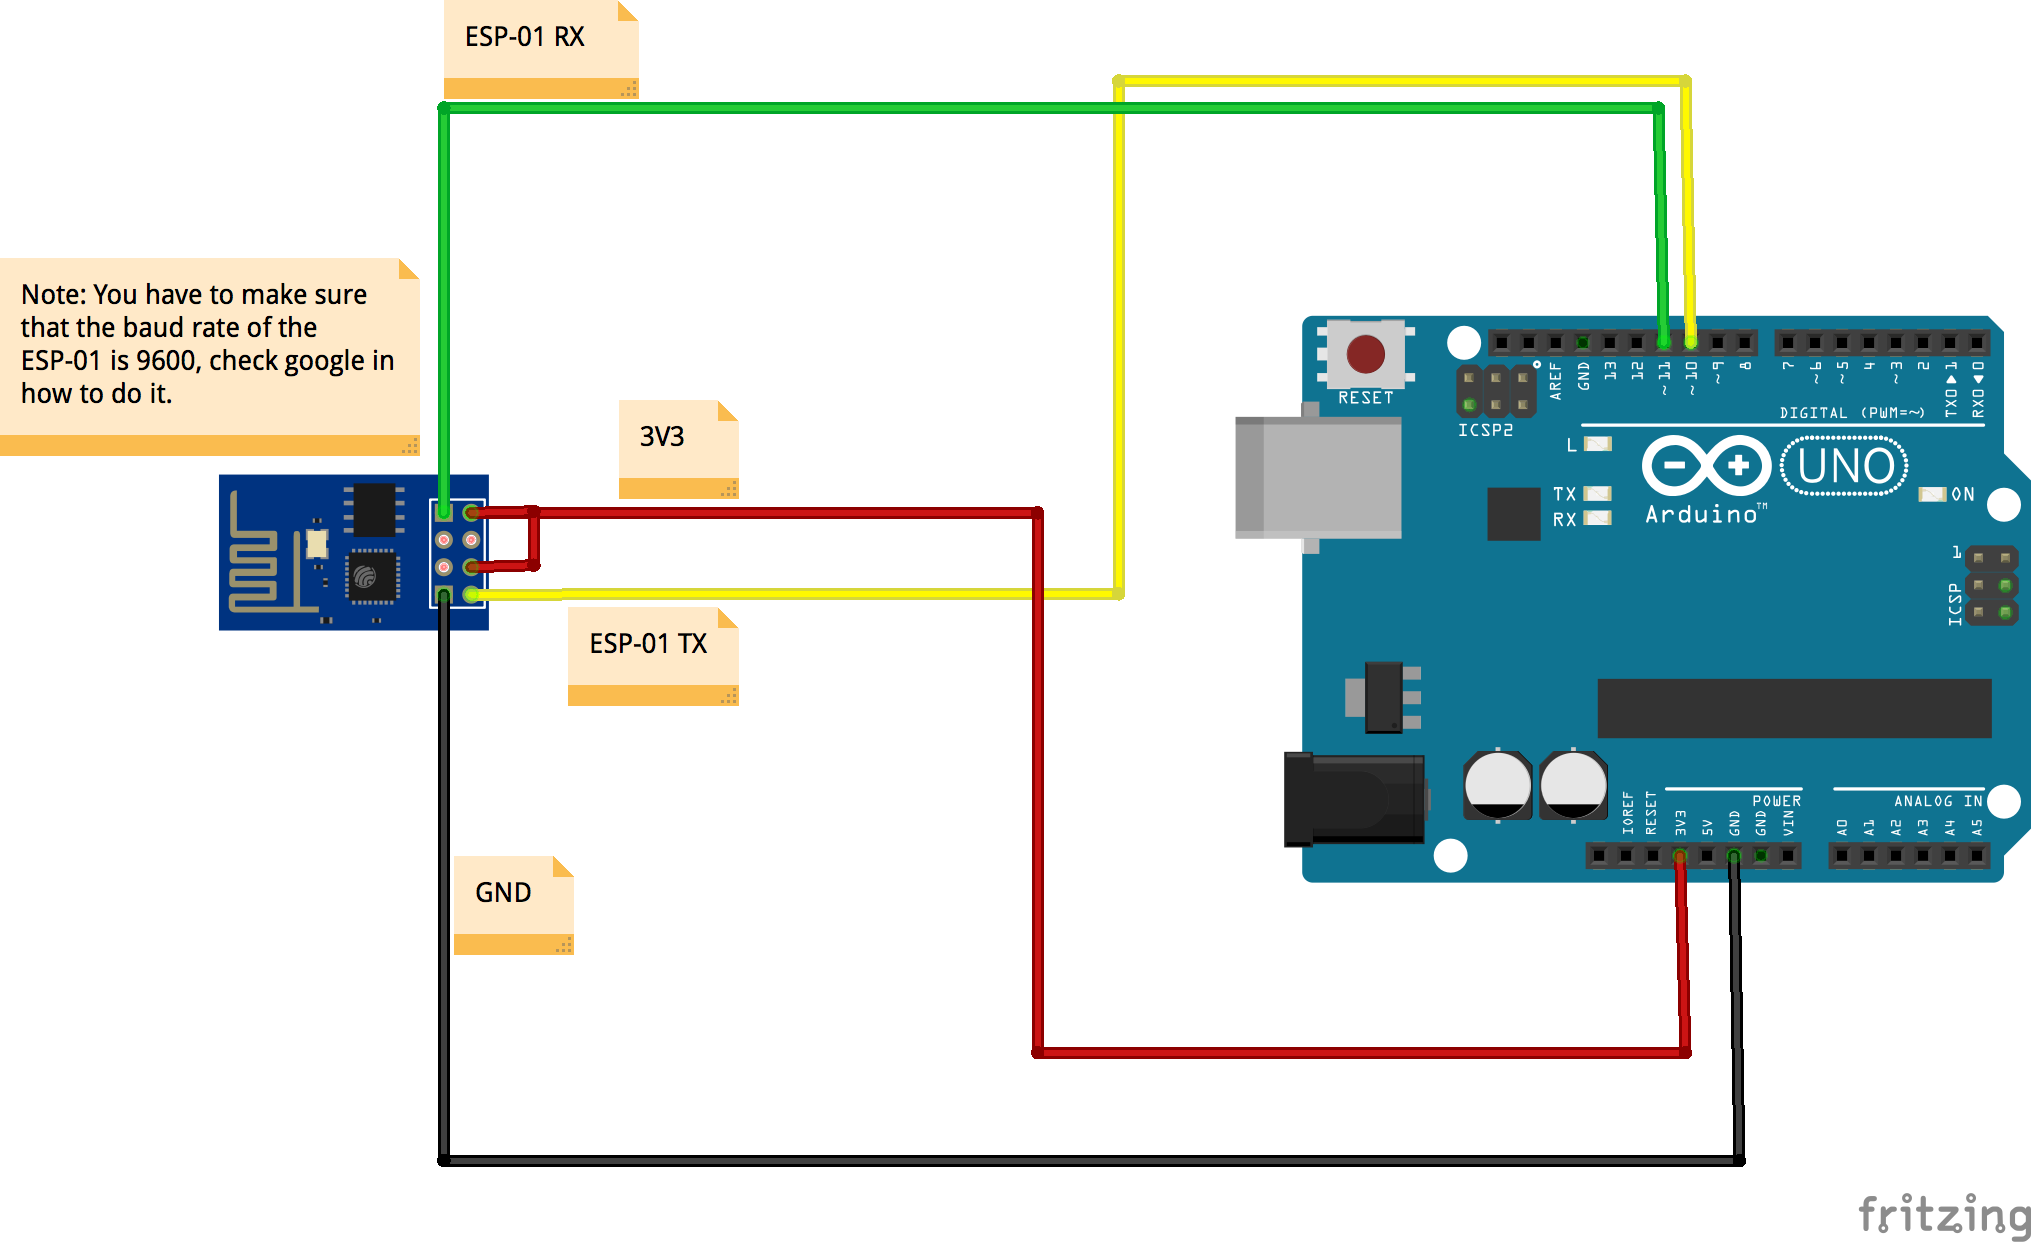 ESP-01 RX
Note: You have to make sure
that the baud rate of the
ESP-01 is 9600, check google in
how to do it.
3V3
ESP-01 TX
GND
RESET
ICSP2
AREF
GND
13
12
~11
~10
~9
8
7
~6
~5
4
~3
2
TX0▶1
RX0◀0
DIGITAL (PWM=~)
L
TX
RX
UNO
Arduino™
ON
1
ICSP
IOREF
RESET
3V3
5V
GND
GND
VIN
POWER
ANALOG IN
A0
A1
A2
A3
A4
A5
fritzing